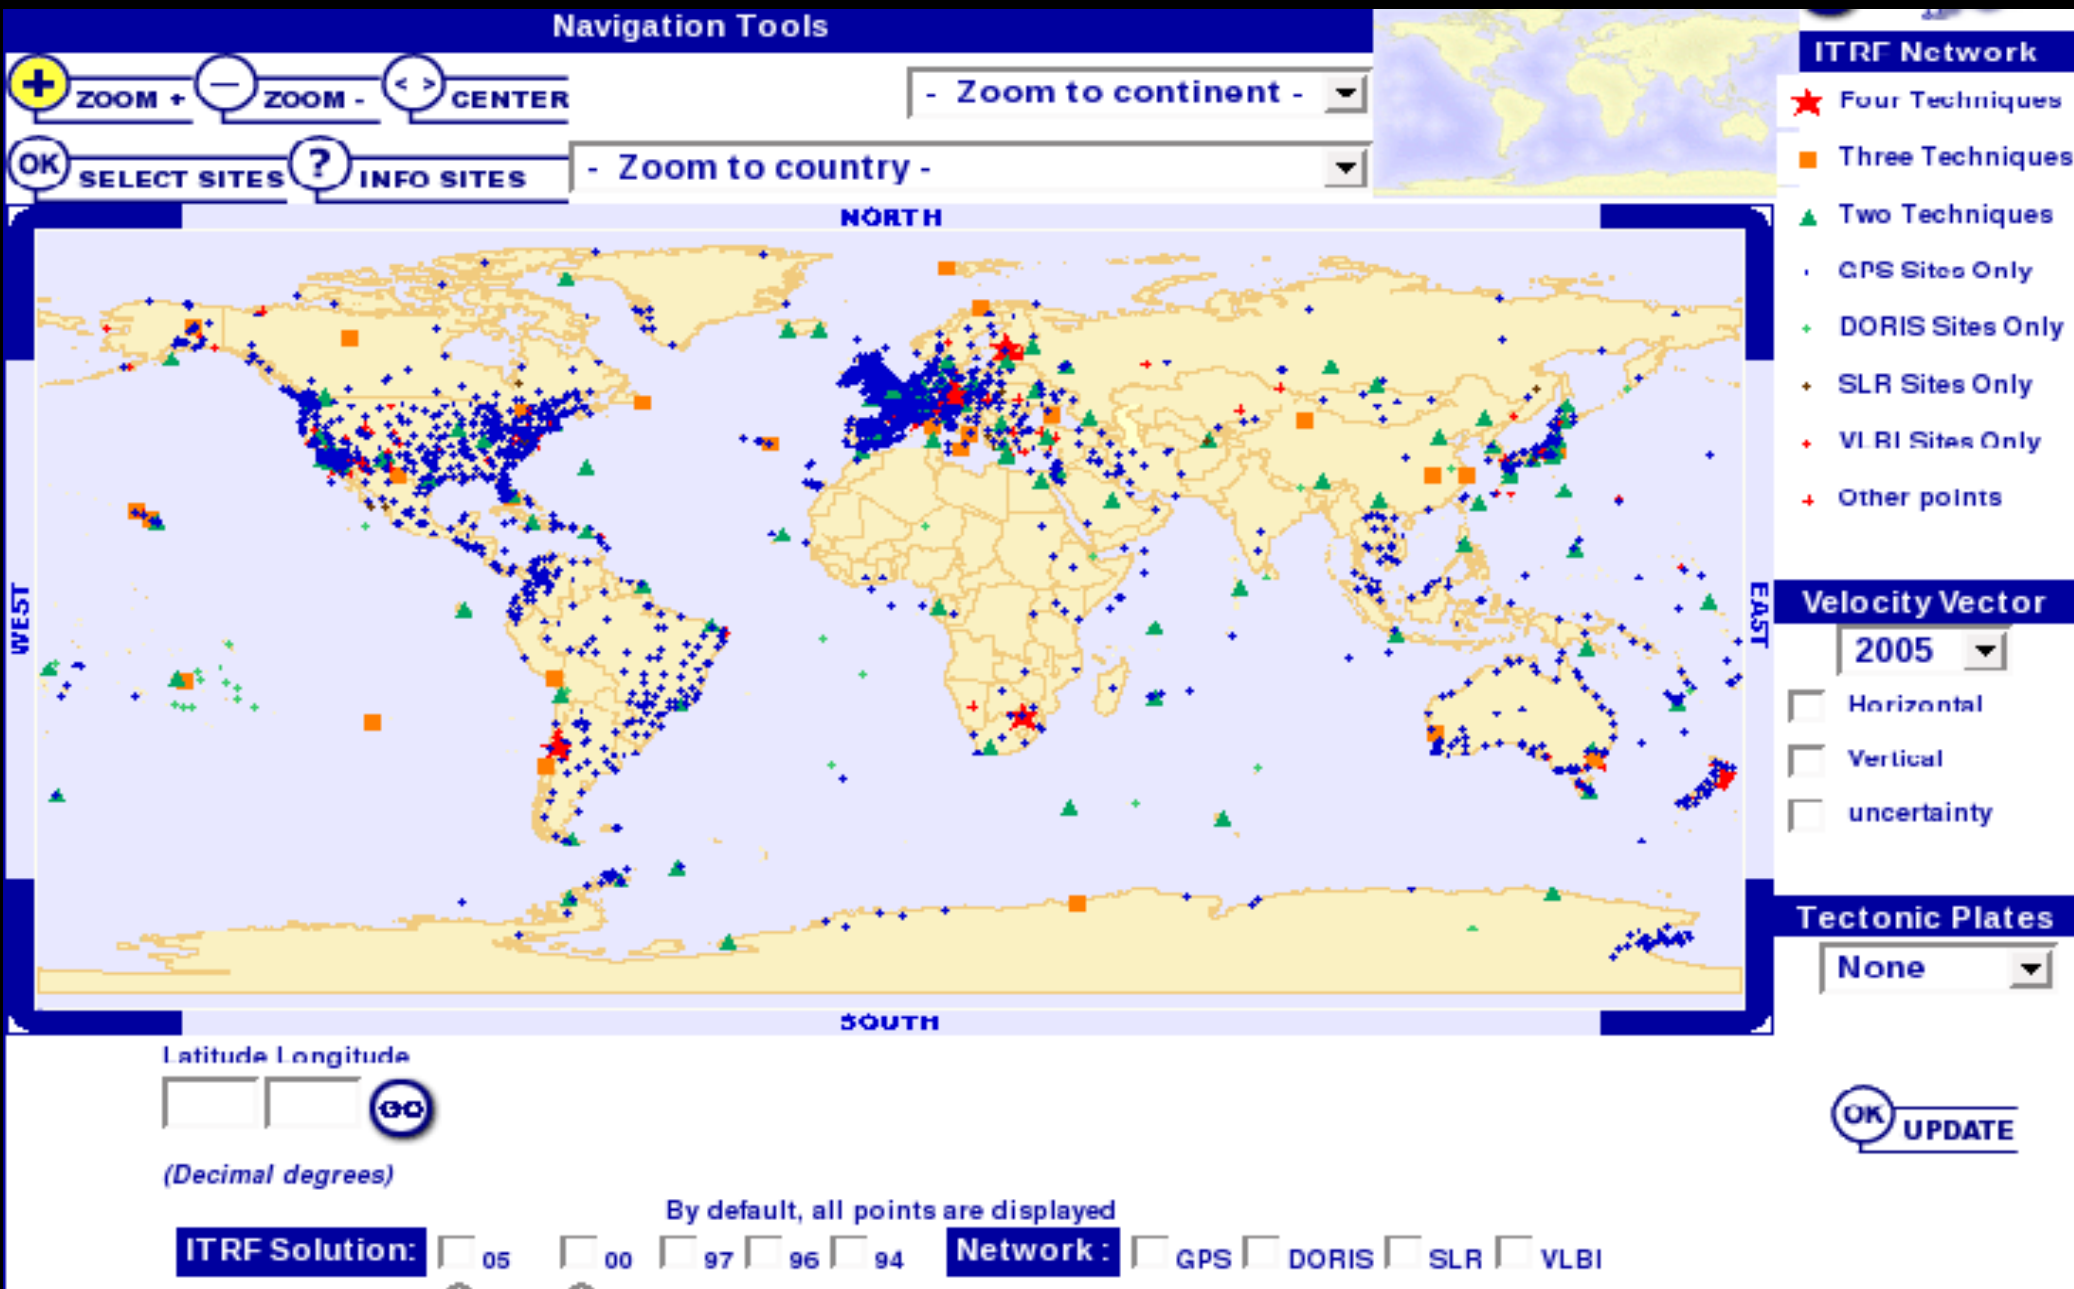 Navigation Tools
ZOOM + ZOOM - CENTER
- Zoom to continent -
OK SELECT SITES ? INFO SITES
- Zoom to country -
ITRF Network
Four Techniques
Three Techniques
Two Techniques
GPS Sites Only
DORIS Sites Only
SLR Sites Only
VLBI Sites Only
Other points
NORTH
WEST
EAST
SOUTH
Velocity Vector
2005
Horizontal
Vertical
uncertainty
Tectonic Plates
None
OK UPDATE
Latitude Longitude
GO
(Decimal degrees)
By default, all points are displayed
ITRF Solution: 05 00 97 96 94 Network : GPS DORIS SLR VLBI